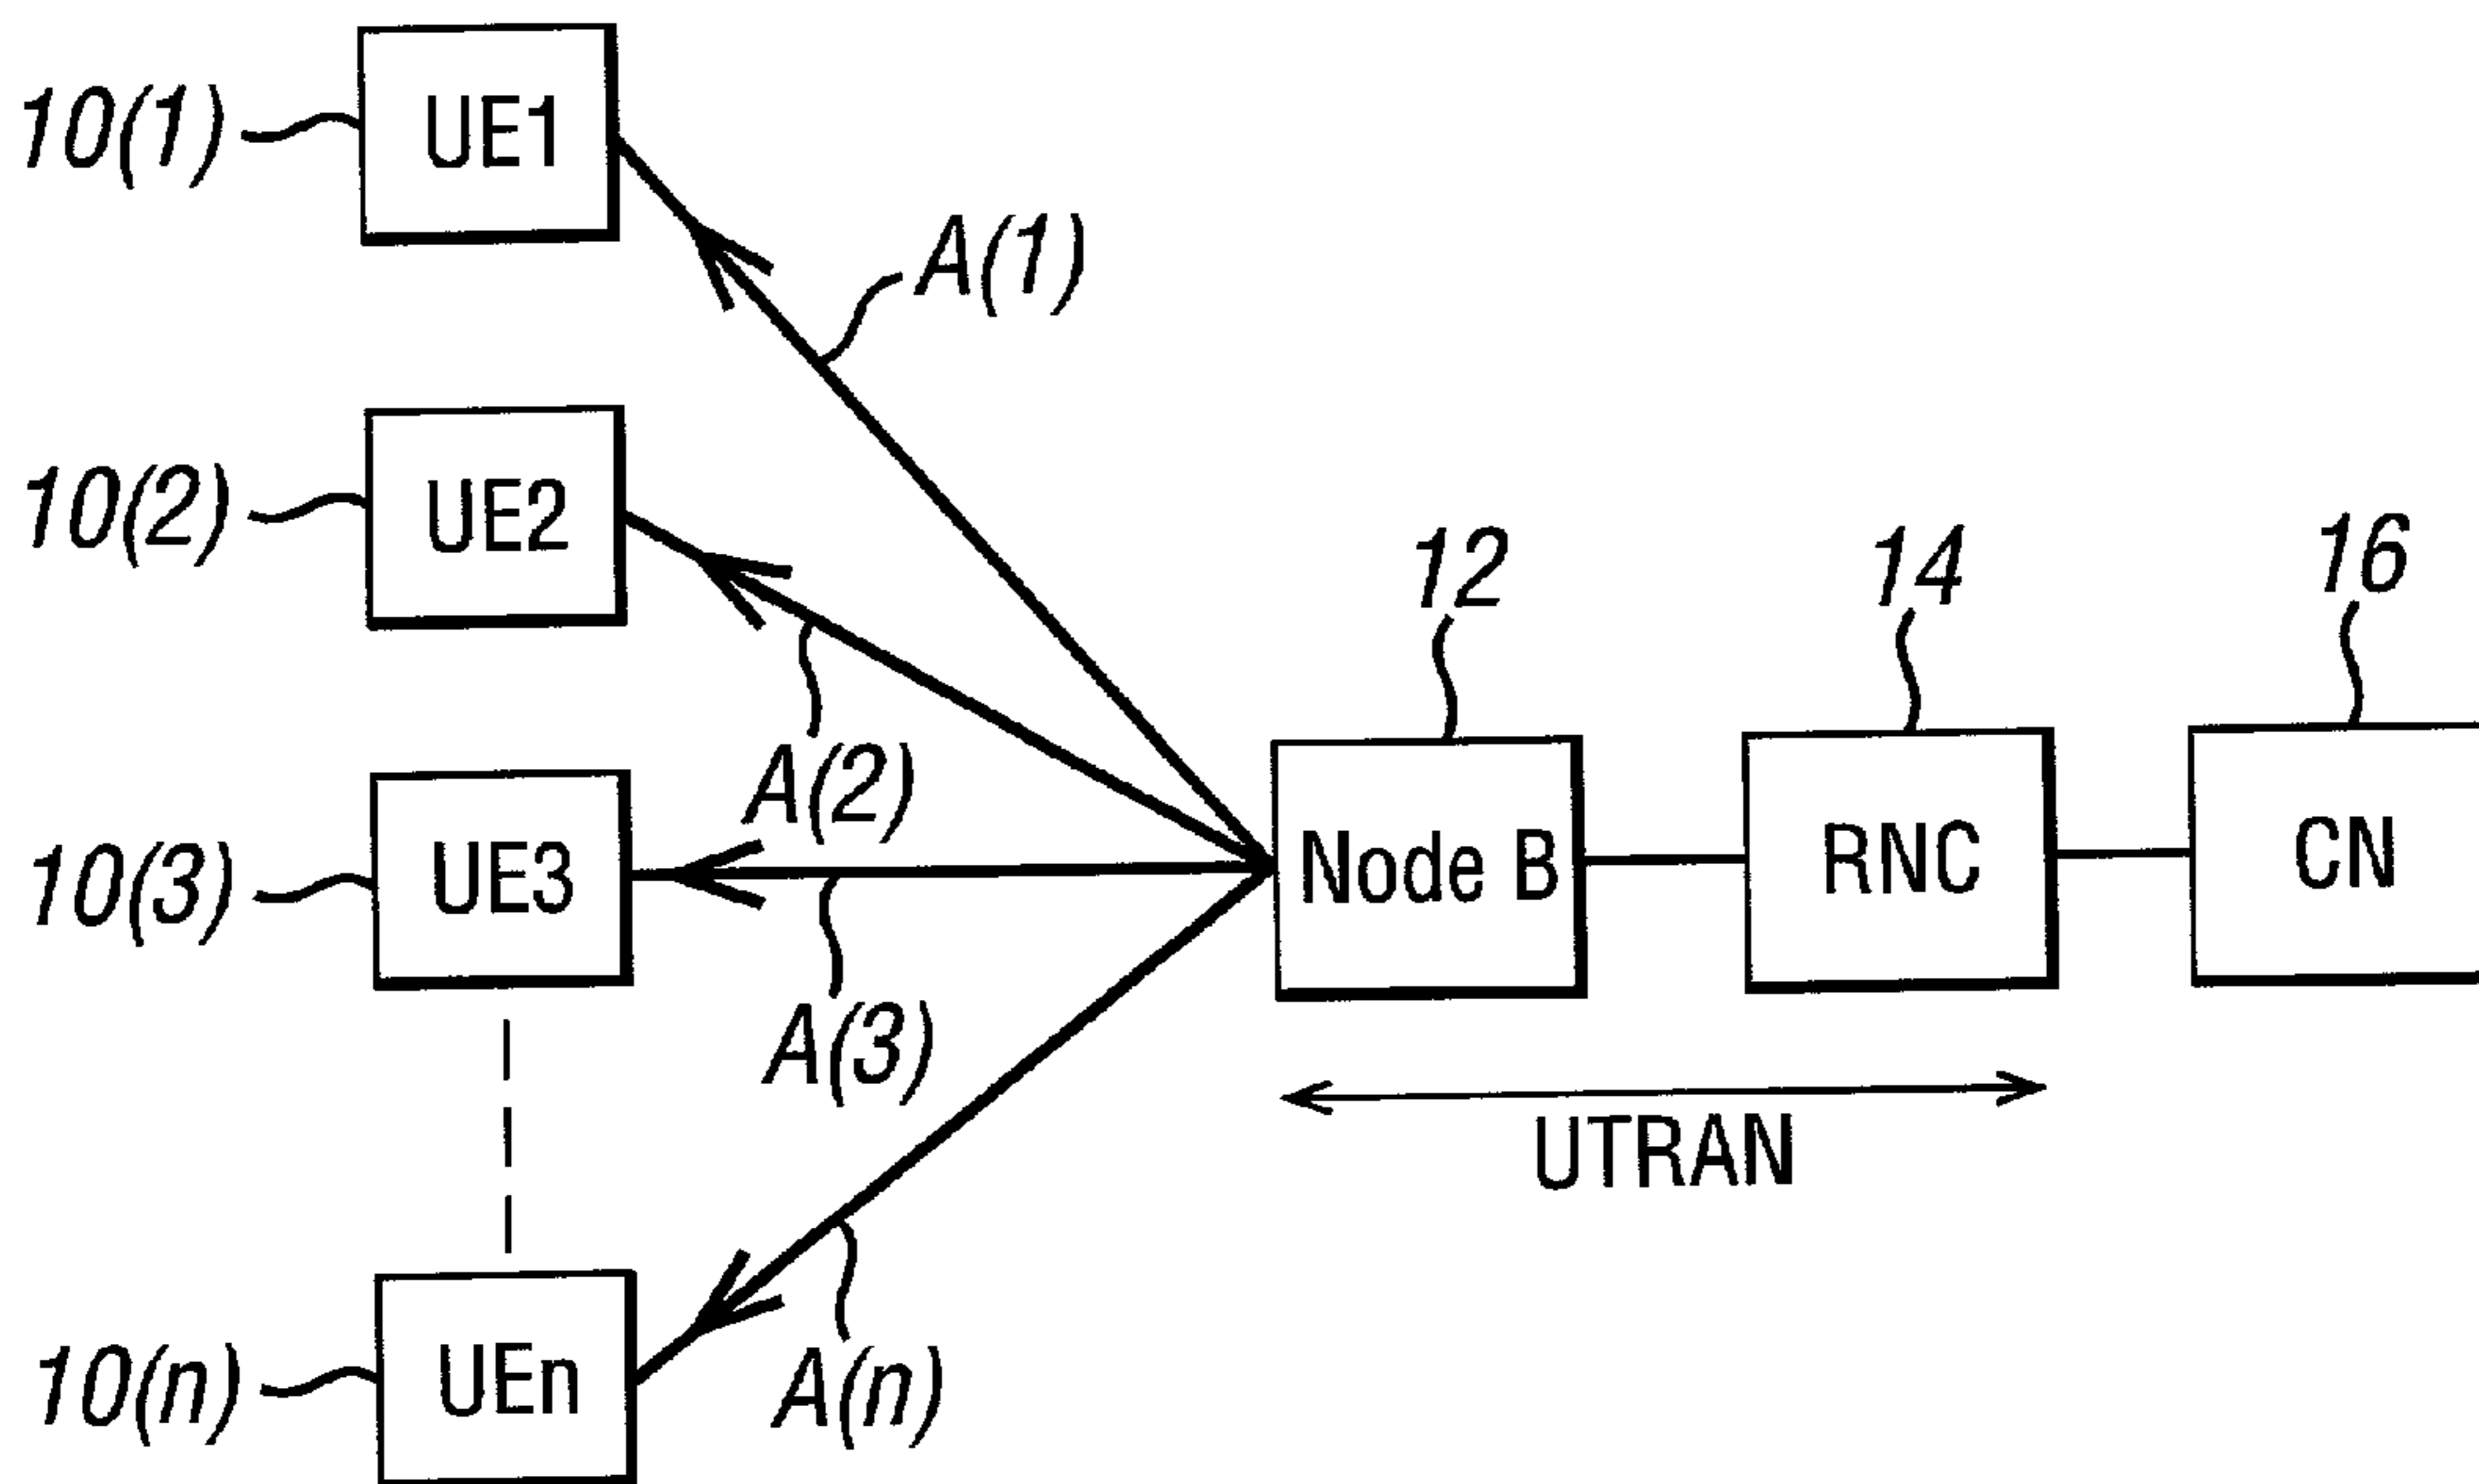 10(1)
UE1
A(1)
10(2)
UE2
12
14
16
A(2)
10(3)
UE3
Node B
RNC
CN
A(3)
UTRAN
10(n)
UEn
A(n)